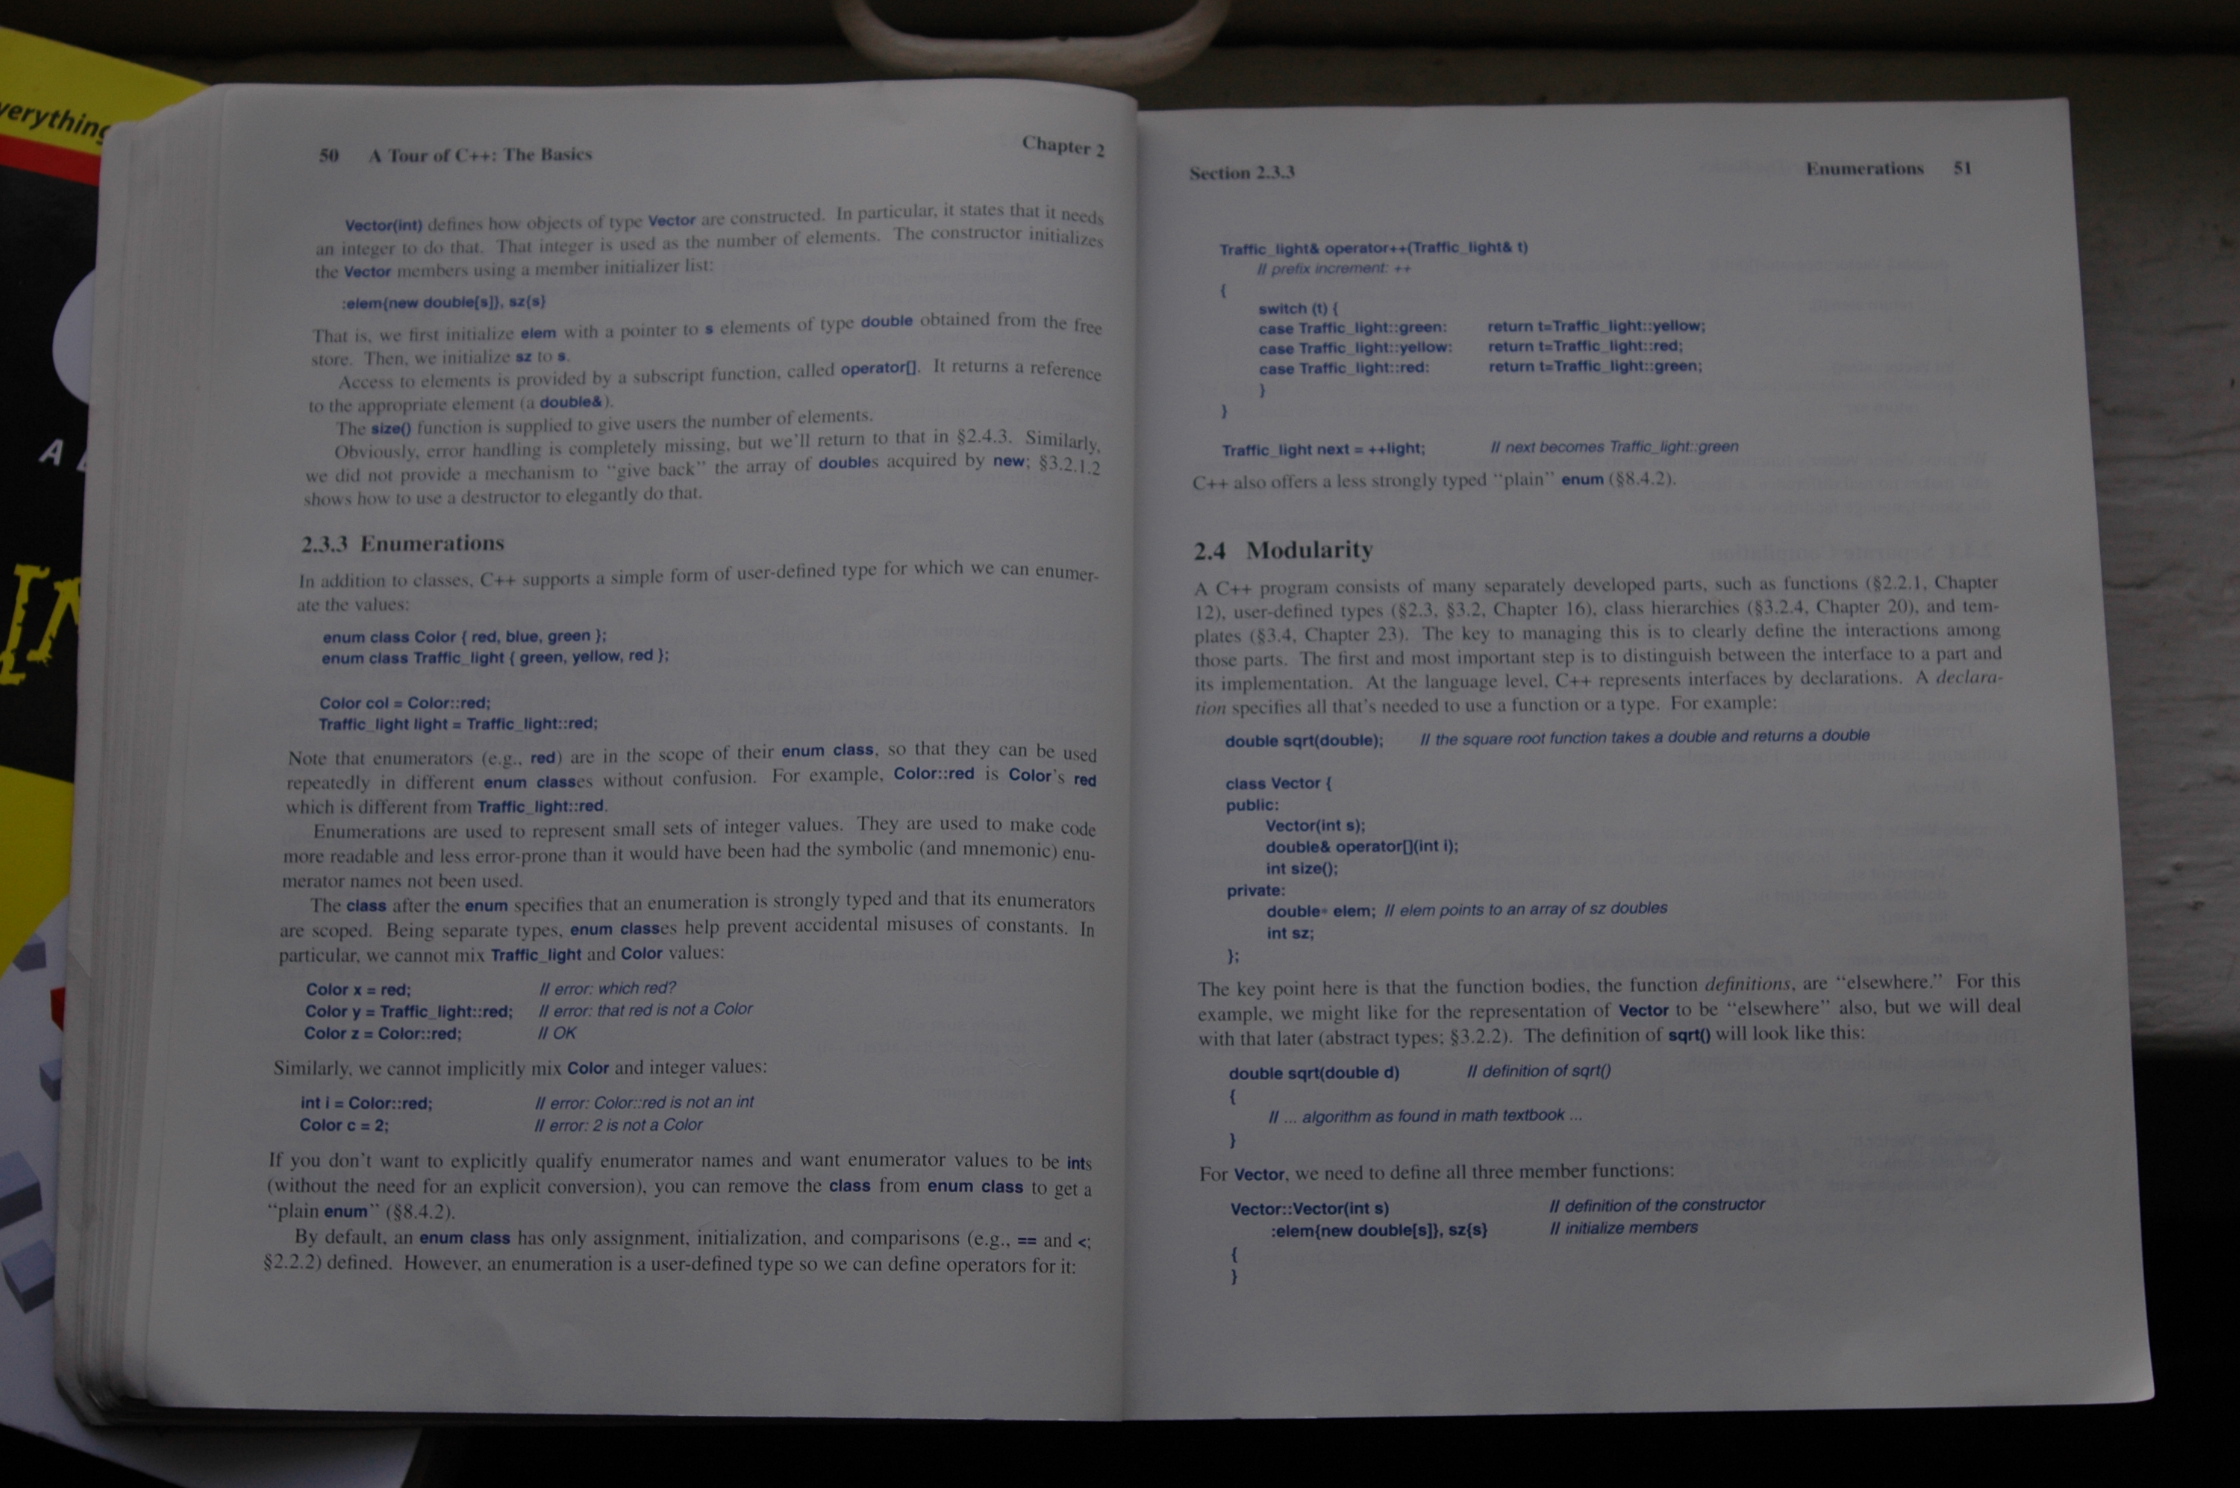 50 A Tour of C++: The Basics Chapter 2
Vector(int) defines how objects of type Vector are constructed. In particular, it states that it needs
an integer to do that. That integer is used as the number of elements. The constructor initializes
the Vector members using a member initializer list:
:elem{new double[s]}, sz{s}
That is, we first initialize elem with a pointer to s elements of type double obtained from the free
store. Then, we initialize sz to s.
Access to elements is provided by a subscript function, called operator[]. It returns a reference
to the appropriate element (a double&).
The size() function is supplied to give users the number of elements.
Obviously, error handling is completely missing, but we'll return to that in §2.4.3. Similarly,
we did not provide a mechanism to “give back” the array of doubles acquired by new; §3.2.1.2
shows how to use a destructor to elegantly do that.
2.3.3 Enumerations
In addition to classes, C++ supports a simple form of user-defined type for which we can enumer-
ate the values:
enum class Color { red, blue, green };
enum class Traffic_light { green, yellow, red };
Color col = Color::red;
Traffic_light light = Traffic_light::red;
Note that enumerators (e.g., red) are in the scope of their enum class, so that they can be used
repeatedly in different enum classes without confusion. For example, Color::red is Color's red
which is different from Traffic_light::red.
Enumerations are used to represent small sets of integer values. They are used to make code
more readable and less error-prone than it would have been had the symbolic (and mnemonic) enu-
merator names not been used.
The class after the enum specifies that an enumeration is strongly typed and that its enumerators
are scoped. Being separate types, enum classes help prevent accidental misuses of constants. In
particular, we cannot mix Traffic_light and Color values:
Color x = red; // error: which red?
Color y = Traffic_light::red; // error: that red is not a Color
Color z = Color::red; // OK
Similarly, we cannot implicitly mix Color and integer values:
int i = Color::red; // error: Color::red is not an int
Color c = 2; // error: 2 is not a Color
If you don't want to explicitly qualify enumerator names and want enumerator values to be ints
(without the need for an explicit conversion), you can remove the class from enum class to get a
“plain enum” (§8.4.2).
By default, an enum class has only assignment, initialization, and comparisons (e.g., == and <;
§2.2.2) defined. However, an enumeration is a user-defined type so we can define operators for it:
Section 2.3.3 Enumerations 51
Traffic_light& operator++(Traffic_light& t)
// prefix increment: ++
{
switch (t) {
case Traffic_light::green: return t=Traffic_light::yellow;
case Traffic_light::yellow: return t=Traffic_light::red;
case Traffic_light::red: return t=Traffic_light::green;
}
}
Traffic_light next = ++light; // next becomes Traffic_light::green
C++ also offers a less strongly typed “plain” enum (§8.4.2).
2.4 Modularity
A C++ program consists of many separately developed parts, such as functions (§2.2.1, Chapter
12), user-defined types (§2.3, §3.2, Chapter 16), class hierarchies (§3.2.4, Chapter 20), and tem-
plates (§3.4, Chapter 23). The key to managing this is to clearly define the interactions among
those parts. The first and most important step is to distinguish between the interface to a part and
its implementation. At the language level, C++ represents interfaces by declarations. A declara-
tion specifies all that's needed to use a function or a type. For example:
double sqrt(double); // the square root function takes a double and returns a double
class Vector {
public:
Vector(int s);
double& operator[](int i);
int size();
private:
double* elem; // elem points to an array of sz doubles
int sz;
};
The key point here is that the function bodies, the function definitions, are “elsewhere.” For this
example, we might like for the representation of Vector to be “elsewhere” also, but we will deal
with that later (abstract types; §3.2.2). The definition of sqrt() will look like this:
double sqrt(double d) // definition of sqrt()
{
// ... algorithm as found in math textbook ...
}
For Vector, we need to define all three member functions:
Vector::Vector(int s) // definition of the constructor
:elem{new double[s]}, sz{s} // initialize members
{
}